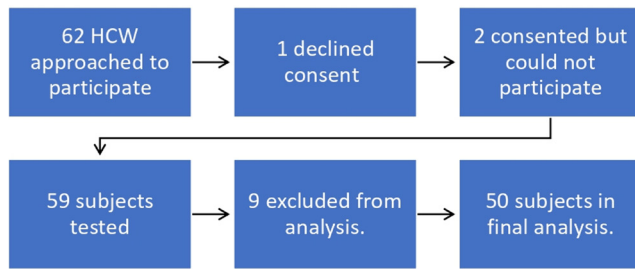 62 HCW
approached to
participate
1 declined
consent
2 consented but
could not
participate
59 subjects
tested
9 excluded from
analysis.
50 subjects in
final analysis.